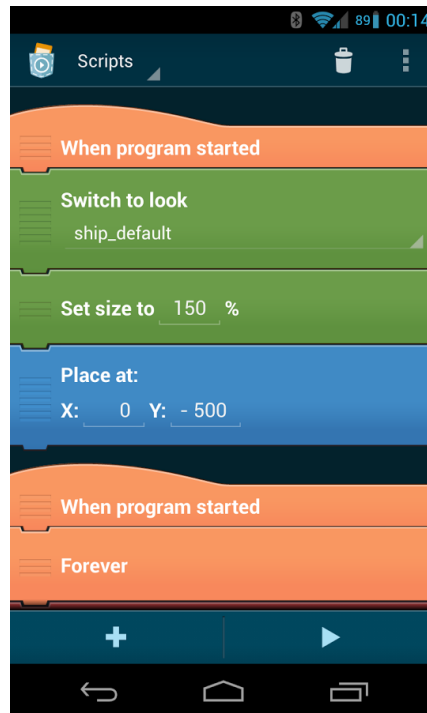 89 00:14
Scripts
When program started
Switch to look
ship_default
Set size to 150 %
Place at:
X: 0 Y: - 500
When program started
Forever